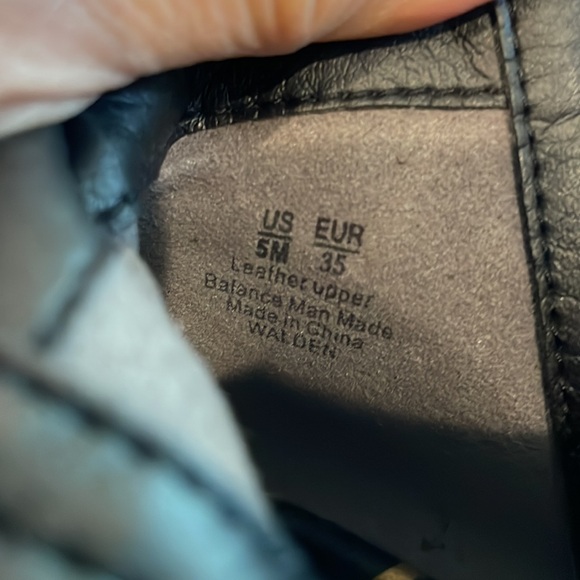 US EUR
5M 35
Leather upper
Balance Man Made
Made in China
WALDEN